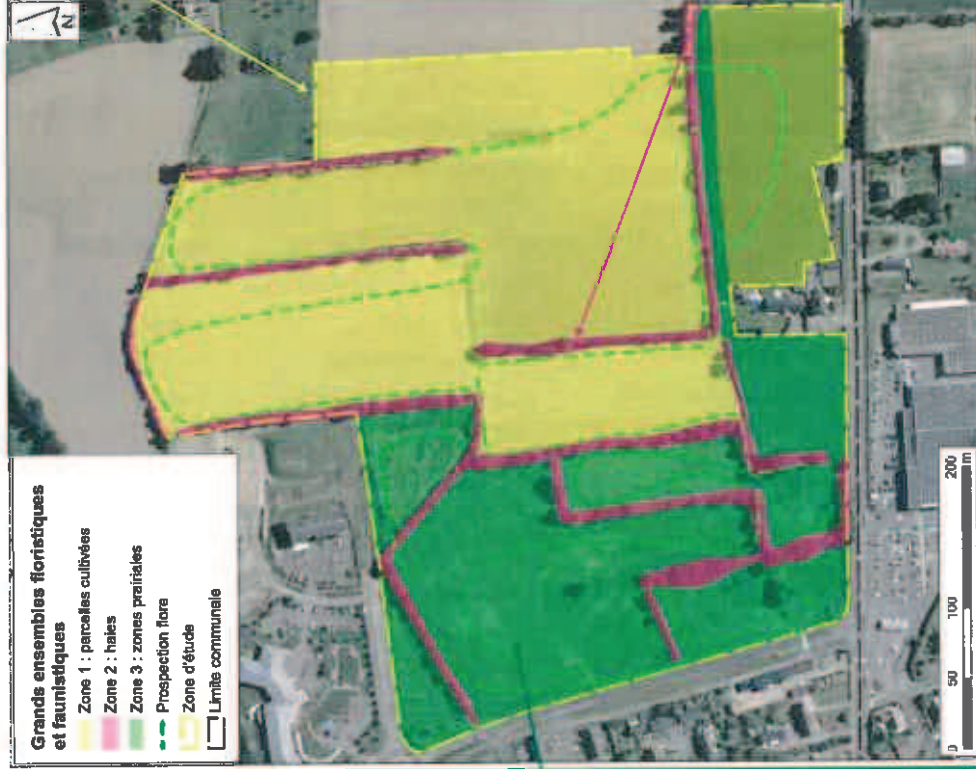 Grands ensembles floristiques
et faunistiques
Zone 1 : parcelles cultivées
Zone 2 : haies
Zone 3 : zones prairiales
Prospection flore
Zone d'étude
Limite communale
N
0 50 100 200
m